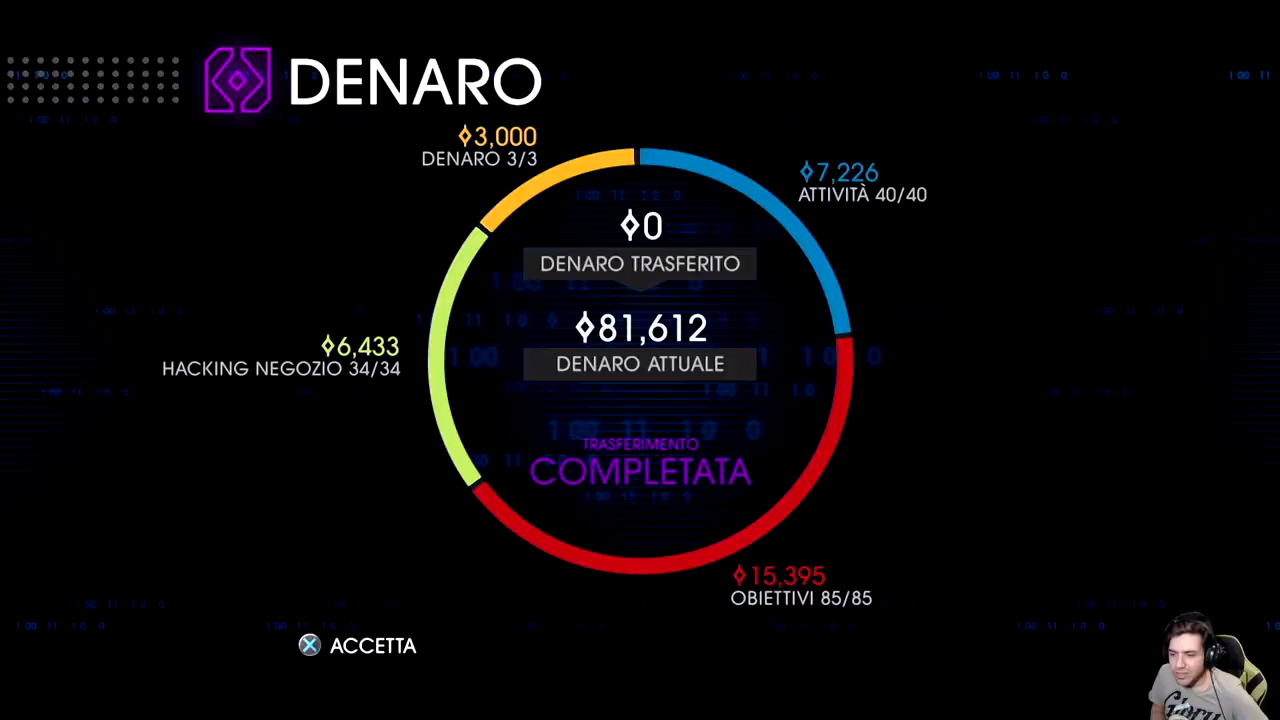 DENARO
3,000
DENARO 3/3
7,226
ATTIVITÀ 40/40
0
DENARO TRASFERITO
81,612
DENARO ATTUALE
6,433
HACKING NEGOZIO 34/34
TRASFERIMENTO
COMPLETATA
15,395
OBIETTIVI 85/85
ACCETTA